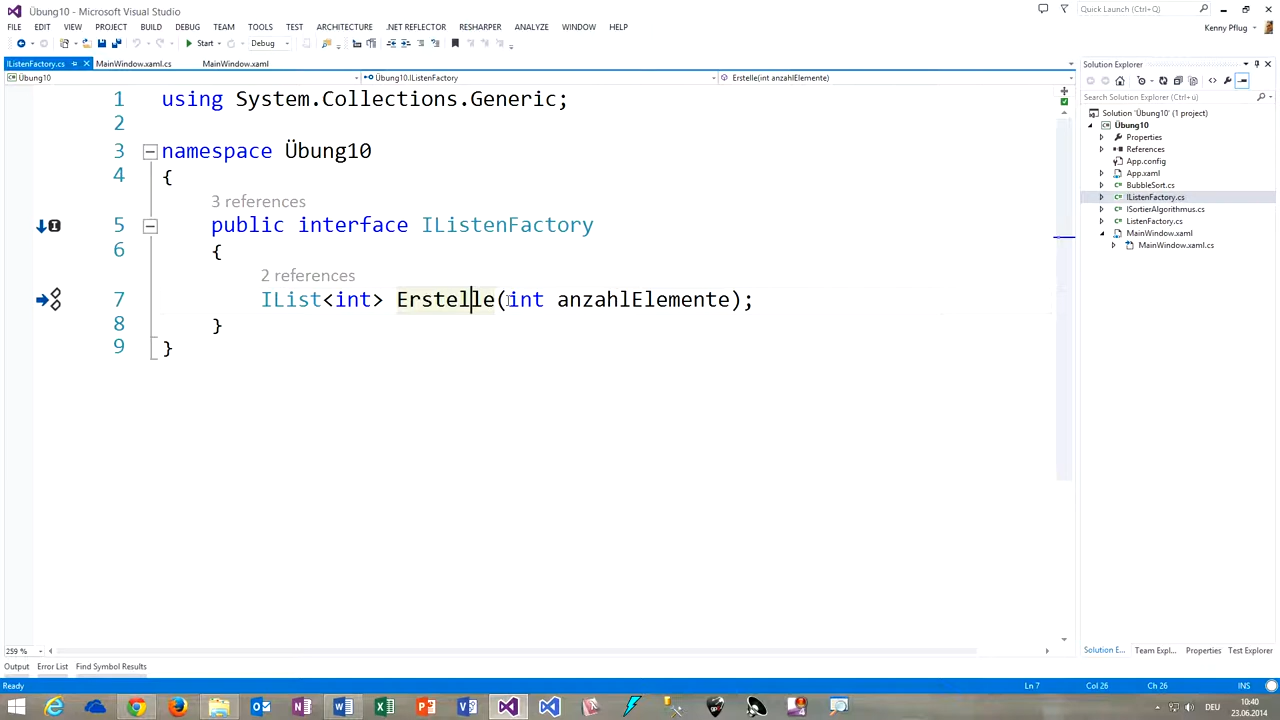 Übung10 - Microsoft Visual Studio
Quick Launch (Ctrl+Q)
FILE EDIT VIEW PROJECT BUILD DEBUG TEAM TOOLS TEST ARCHITECTURE .NET REFLECTOR RESHARPER ANALYZE WINDOW HELP
Kenny Pflug
Start Debug
IListenFactory.cs MainWindow.xaml.cs MainWindow.xaml
Übung10 Übung10.IListenFactory Erstelle(int anzahlElemente)
1 using System.Collections.Generic;
2
3 namespace Übung10
4 {
3 references
5 public interface IListenFactory
6 {
2 references
7 IList<int> Erstelle(int anzahlElemente);
8 }
9 }
259 %
Solution Explorer
Search Solution Explorer (Ctrl+ü)
Solution 'Übung10' (1 project)
Übung10
Properties
References
App.config
App.xaml
BubbleSort.cs
IListenFactory.cs
ISortierAlgorithmus.cs
ListenFactory.cs
MainWindow.xaml
MainWindow.xaml.cs
Solution E... Team Expl... Properties Test Explorer
Output Error List Find Symbol Results
Ready Ln 7 Col 26 Ch 26 INS
DEU
10:40
23.06.2014